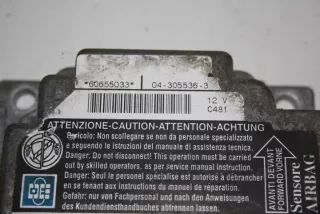 *60655033*
04-305536-3
12 V
C481
ATTENZIONE-CAUTION-ATTENTION-ACHTUNG
Pericolo: Non scollegare se non da personale specializzato
e seguendo le istruzioni del manuale di assistenza tecnica.
Danger: Do not disconnect! This operation must be carried
out by skilled operators, as per service manual instruction.
Danger: Seul le personel spécialisé est autorisé à débrancher
en se tenant aux instructions du manuel de réparation.
Gefahr: nur von Fachpersonal und nach den Anweisungen
des Kundendiensthandbuches abtrennen
AVANTI DEVANT
FORWARD VORNE
Sensore
AIRBAG